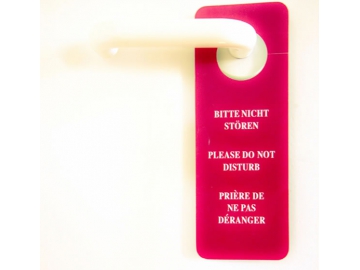 BITTE NICHT
STÖREN
PLEASE DO NOT
DISTURB
PRIÈRE DE
NE PAS
DÉRANGER